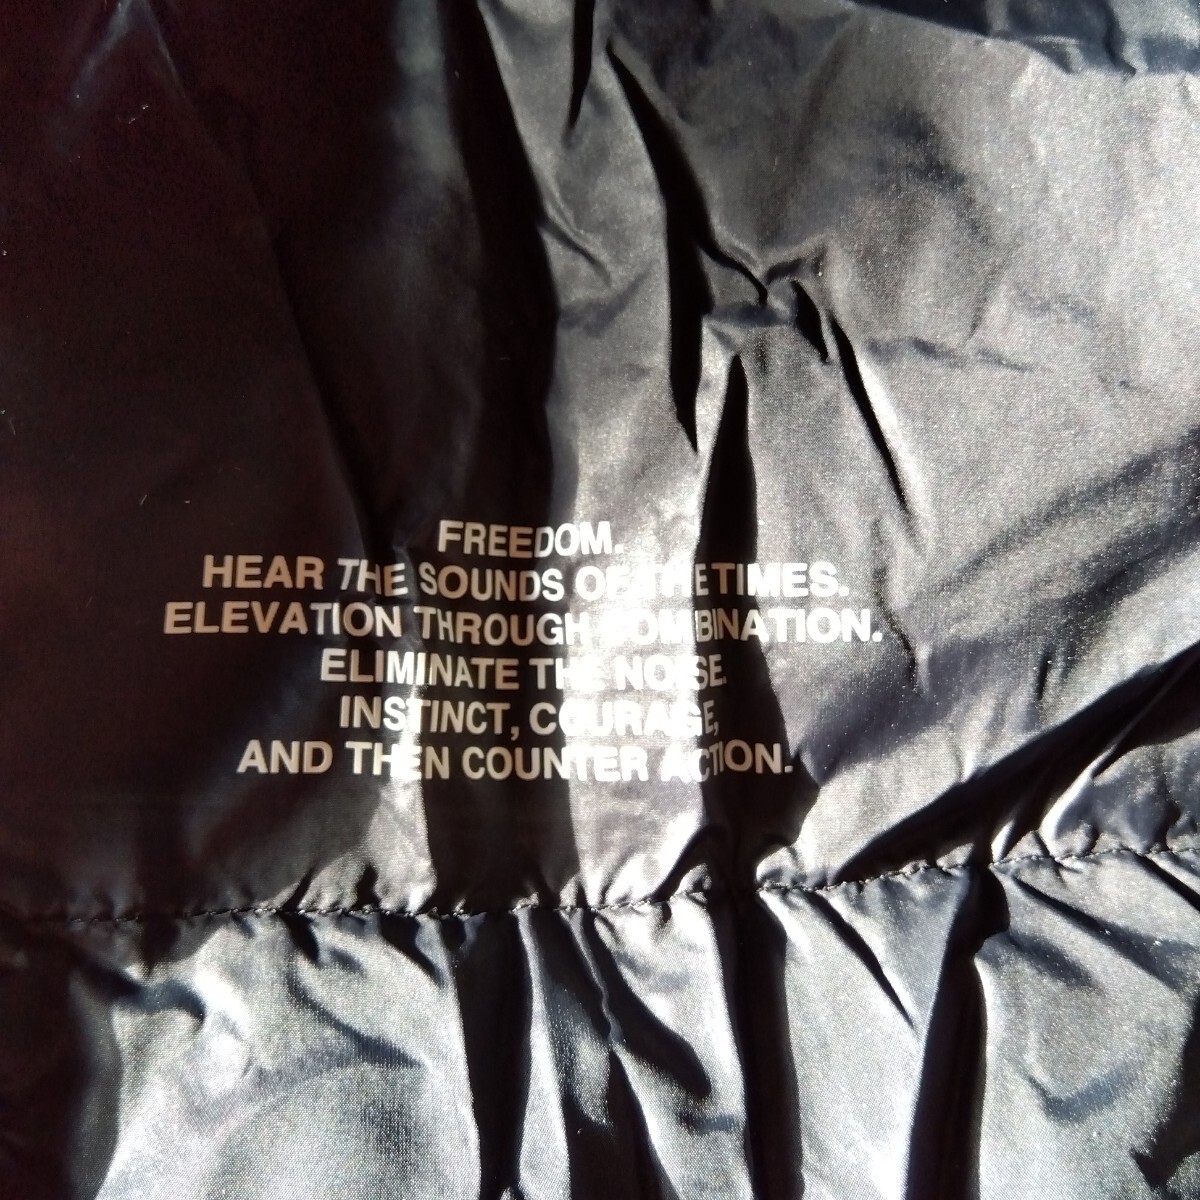 FREEDOM.
HEAR THE SOUNDS OF THE TIMES.
ELEVATION THROUGH COMBINATION.
ELIMINATE THE NOISE.
INSTINCT, COURAGE,
AND THEN COUNTER ACTION.